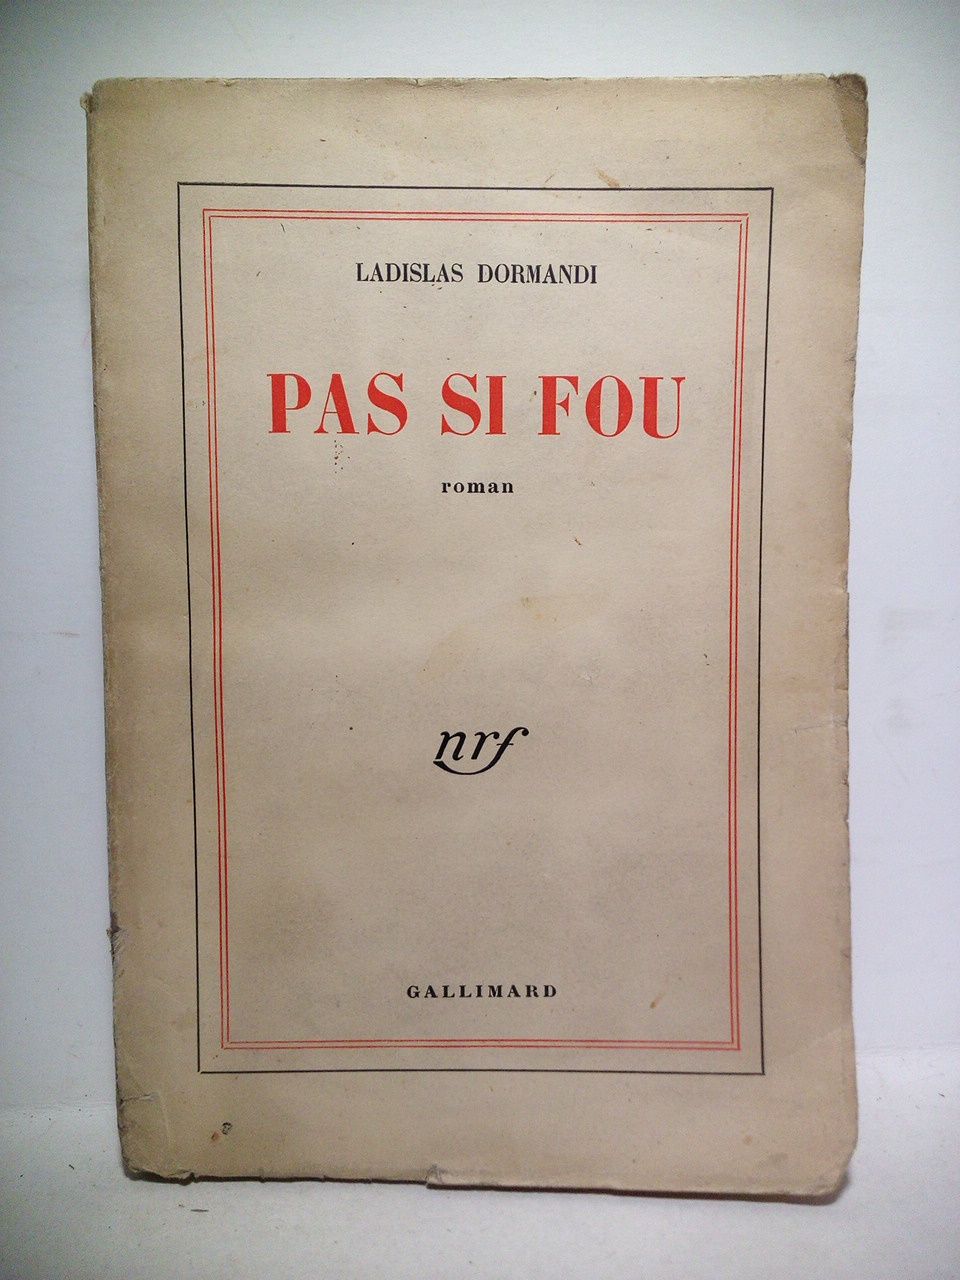 LADISLAS DORMANDI
PAS SI FOU
roman
nrf
GALLIMARD